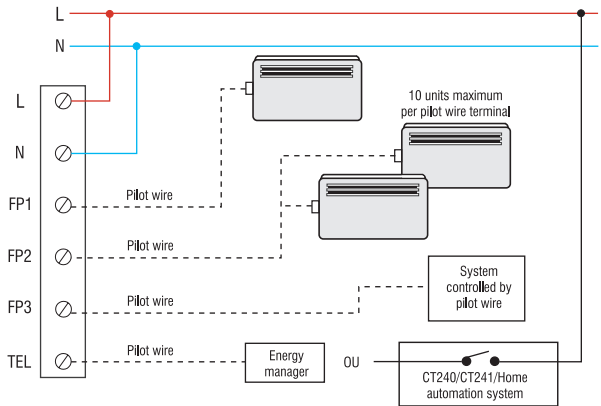 L
N
10 units maximum
per pilot wire terminal
L
N
FP1
Pilot wire
FP2
Pilot wire
FP3
Pilot wire
System
controlled by
pilot wire
TEL
Pilot wire
Energy
manager
OU
CT240/CT241/Home
automation system